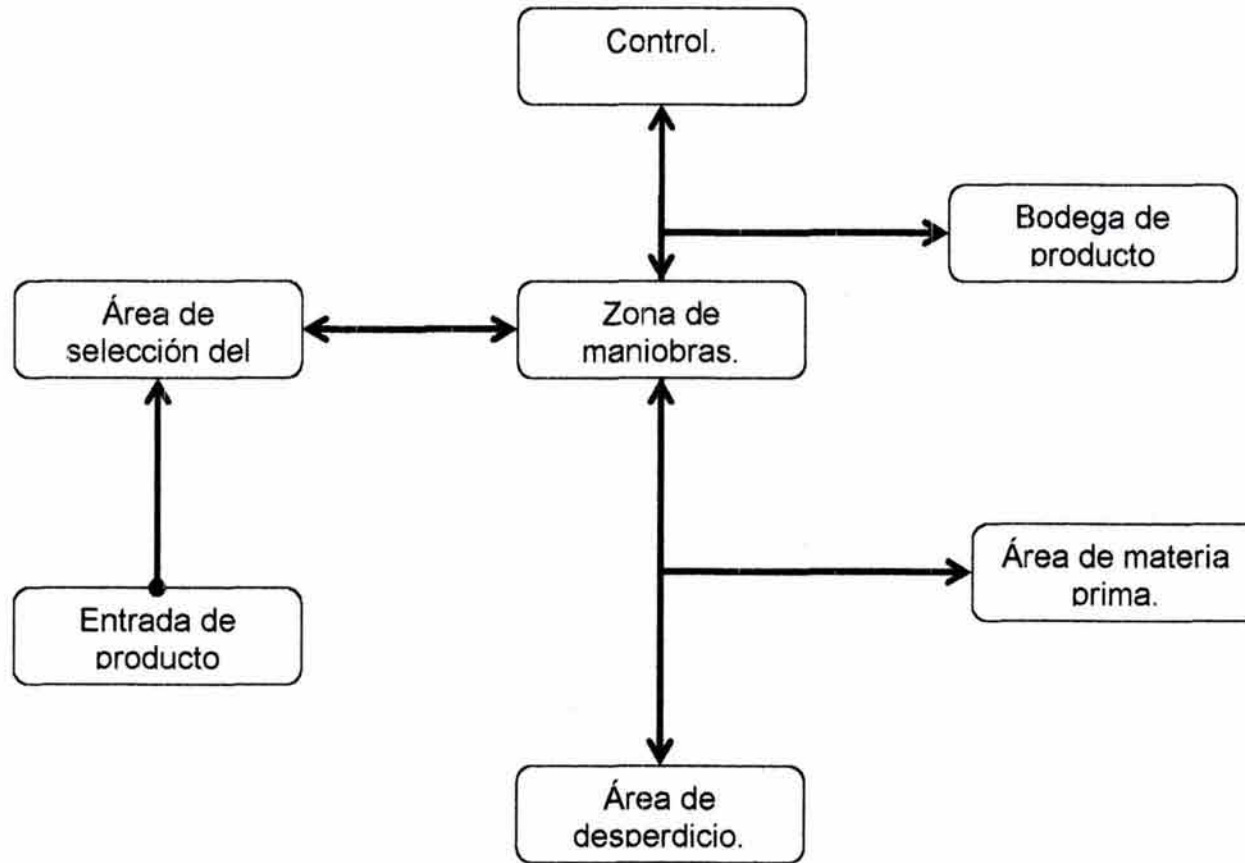 Control.
Bodega de
producto
Área de
selección del
Zona de
maniobras.
Área de materia
prima.
Entrada de
producto
Área de
desperdicio.